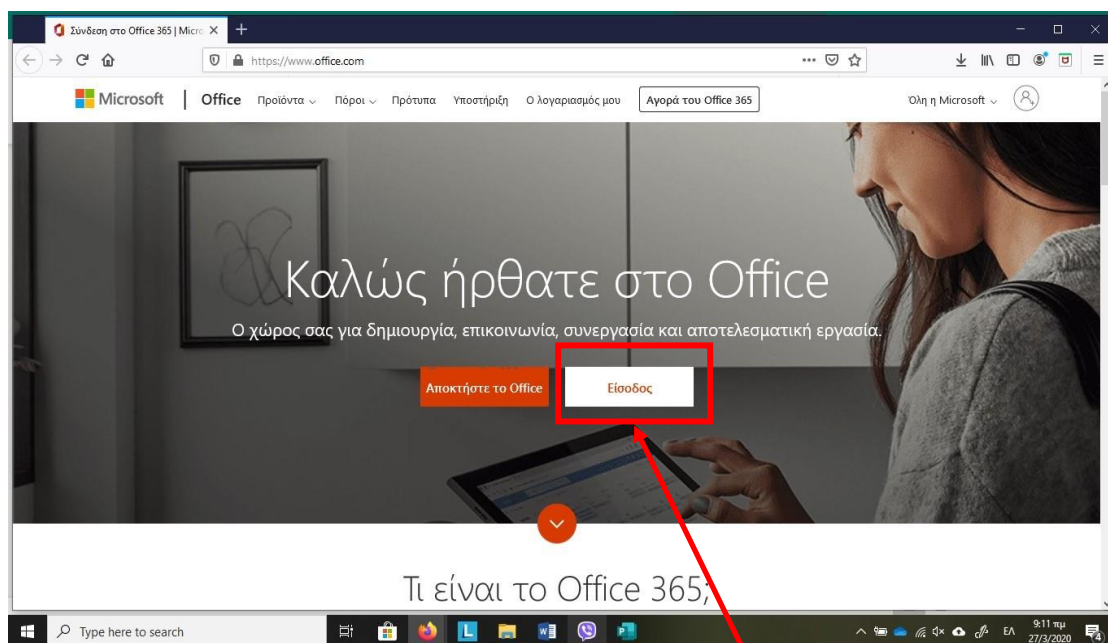 Σύνδεση στο Office 365 | Micro
https://www.office.com
Microsoft | Office Προϊόντα Πόροι Πρότυπα Υποστήριξη Ο λογαριασμός μου Αγορά του Office 365 Όλη η Microsoft
Καλώς ήρθατε στο Office
Ο χώρος σας για δημιουργία, επικοινωνία, συνεργασία και αποτελεσματική εργασία.
Αποκτήστε το Office Είσοδος
Τι είναι το Office 365;
Type here to search L ΕΛ 9:11 πμ
27/3/2020 4